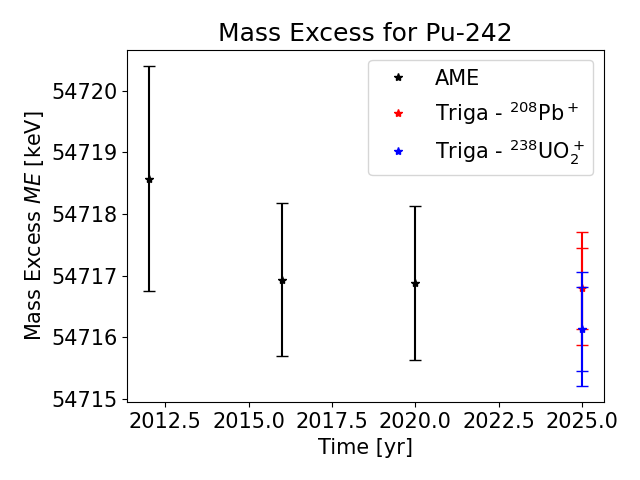 Mass Excess for Pu-242
Mass Excess ME [keV]
54720
54719
54718
54717
54716
54715
AME
Triga - ²⁰⁸Pb⁺
Triga - ²³⁸UO₂⁺
2012.5 2015.0 2017.5 2020.0 2022.5 2025.0
Time [yr]